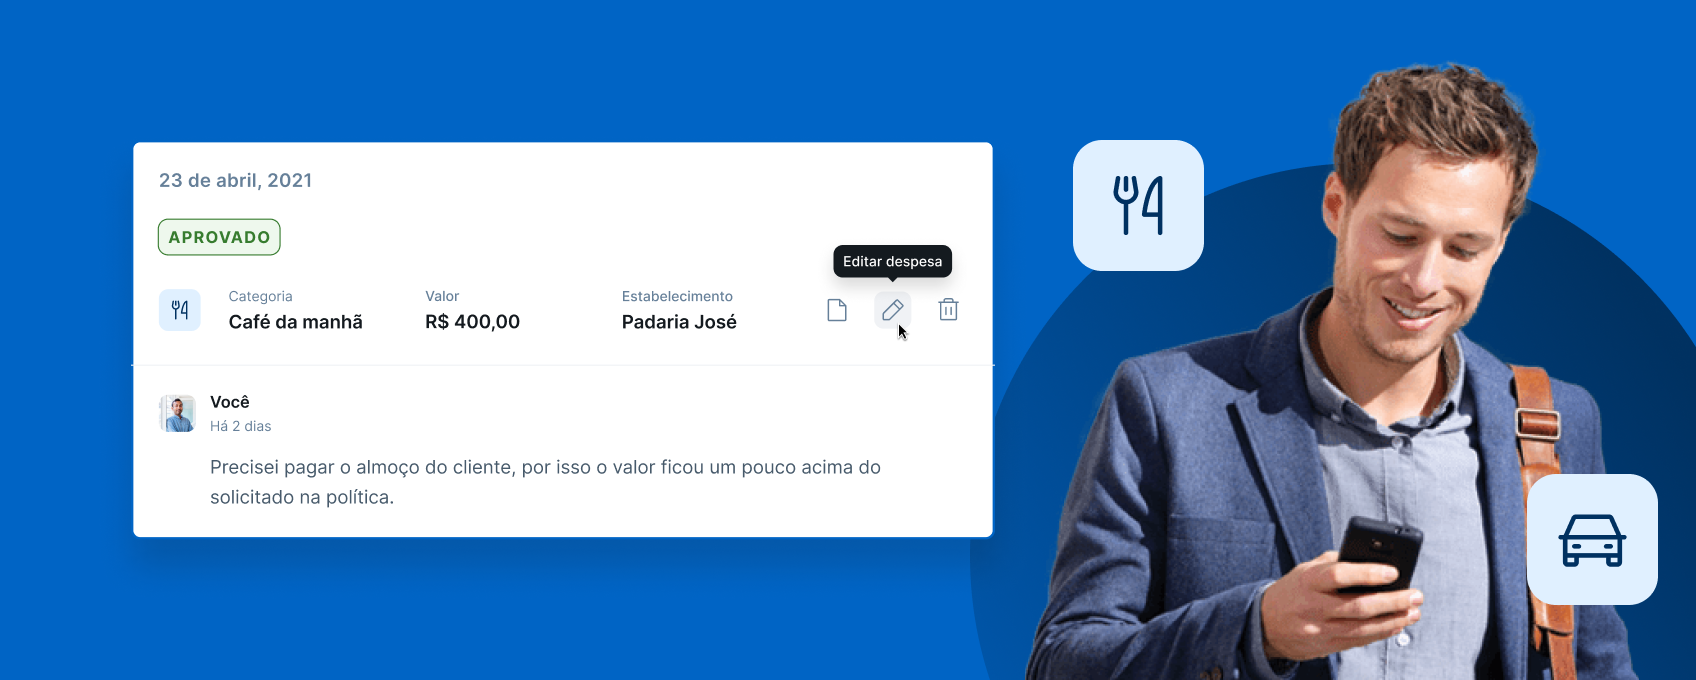 23 de abril, 2021
APROVADO
Editar despesa
Categoria
Café da manhã
Valor
R$ 400,00
Estabelecimento
Padaria José
Você
Há 2 dias
Precisei pagar o almoço do cliente, por isso o valor ficou um pouco acima do
solicitado na política.